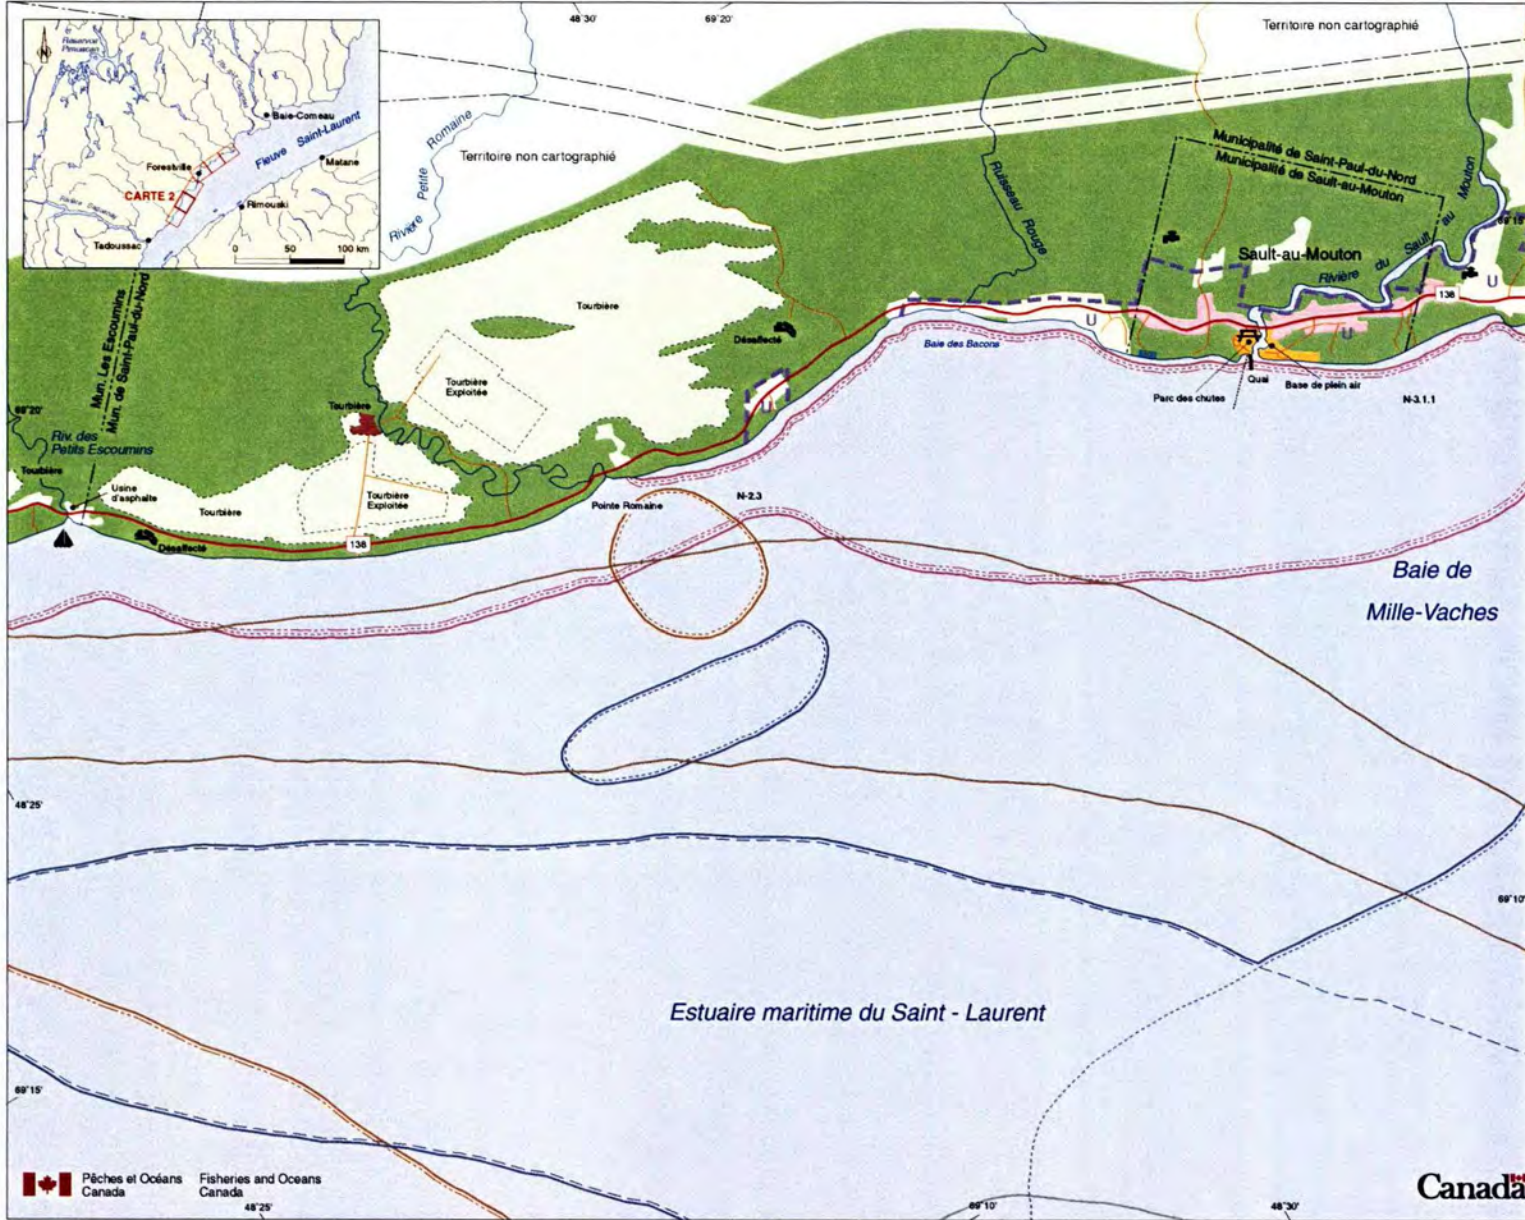 48°30'
69°20'
Territoire non cartographié
N
Réservoir
Baie-Comeau
Fleuve Saint-Laurent
Forestville
Matane
CARTE 2
Rimouski
Tadoussac
0 50 100 km
Rivière Petite Romaine
Territoire non cartographié
Ruisseau Rouge
Municipalité de Saint-Paul-du-Nord
Municipalité de Sault-au-Mouton
69°15'
Sault-au-Mouton
Rivière du Sault au Mouton
U
138
Mun. Les Escoumins
Mun. de Saint-Paul-du-Nord
Tourbière
Désaffecté
U
Baie des Bacons
U
Quai
Base de plein air
Parc des chutes
N-3.1.1
Tourbière
Exploitée
Tourbière
U
69°20'
Riv. des
Petits Escoumins
Tourbière
Usine
d'asphalte
Tourbière
Tourbière
Exploitée
Pointe Romaine
N-2.3
Désaffecté
138
Baie de
Mille-Vaches
48°25'
69°10'
Estuaire maritime du Saint - Laurent
69°15'
Pêches et Océans
Canada
Fisheries and Oceans
Canada
Canada
48°25'
69°10'
48°30'